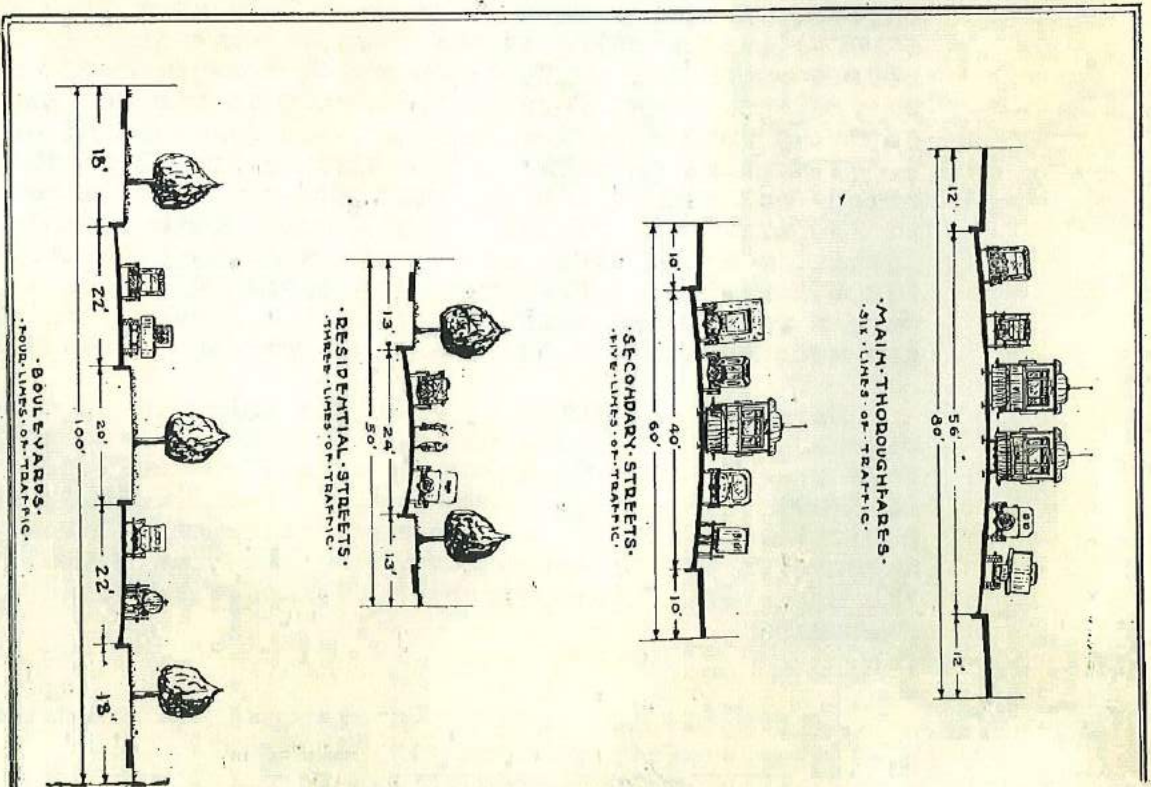 12' 56' 12'
80'
·MAIN·THOROUGHFARES·
·SIX·LINES·OF·TRAFFIC·
10' 40' 10'
60'
·SECONDARY·STREETS·
·FIVE·LINES·OF·TRAFFIC·
13' 24' 13'
50'
·RESIDENTIAL·STREETS·
·THREE·LINES·OF·TRAFFIC·
18' 22' 20' 22' 18'
100'
·BOULEVARDS·
·FOUR·LINES·OF·TRAFFIC·